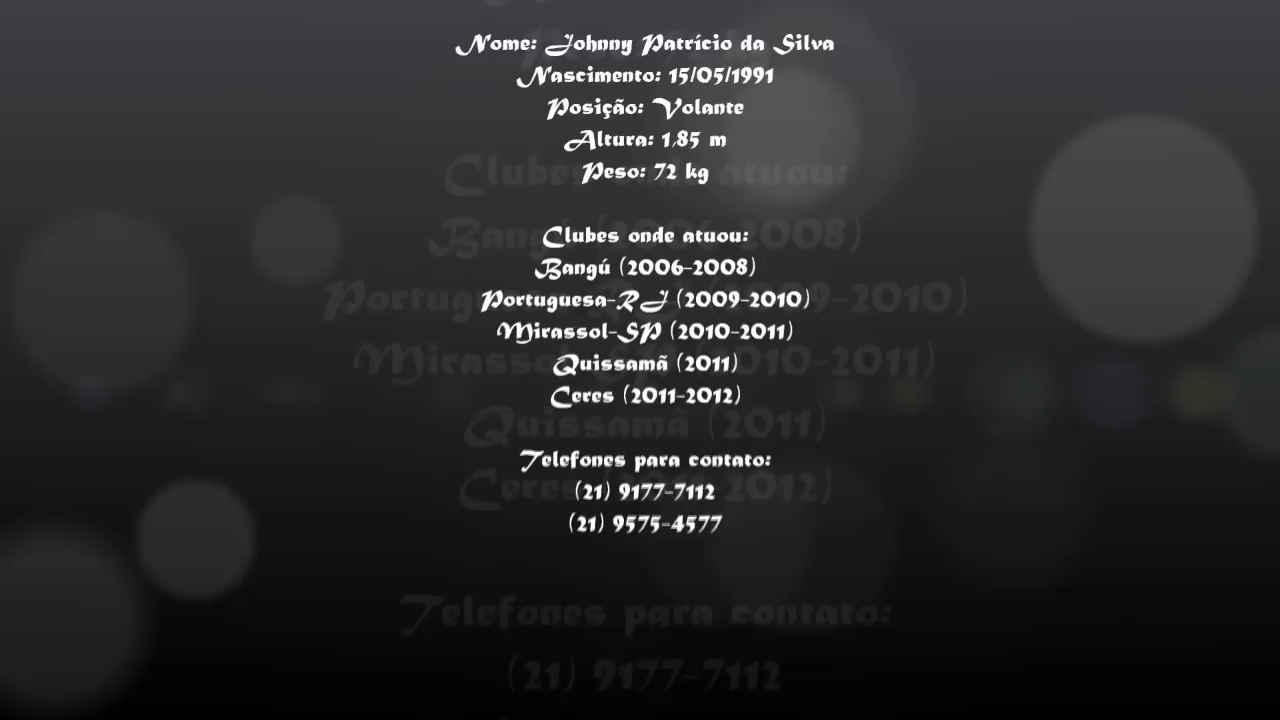 Nome: Johnny Patrício da Silva
Nascimento: 15/05/1991
Posição: Volante
Altura: 1,85 m
Peso: 72 kg
Clubes onde atuou:
Bangú (2006-2008)
Portuguesa-RJ (2009-2010)
Mirassol-SP (2010-2011)
Quissamã (2011)
Ceres (2011-2012)
Telefones para contato:
(21) 9177-7112
(21) 9575-4577